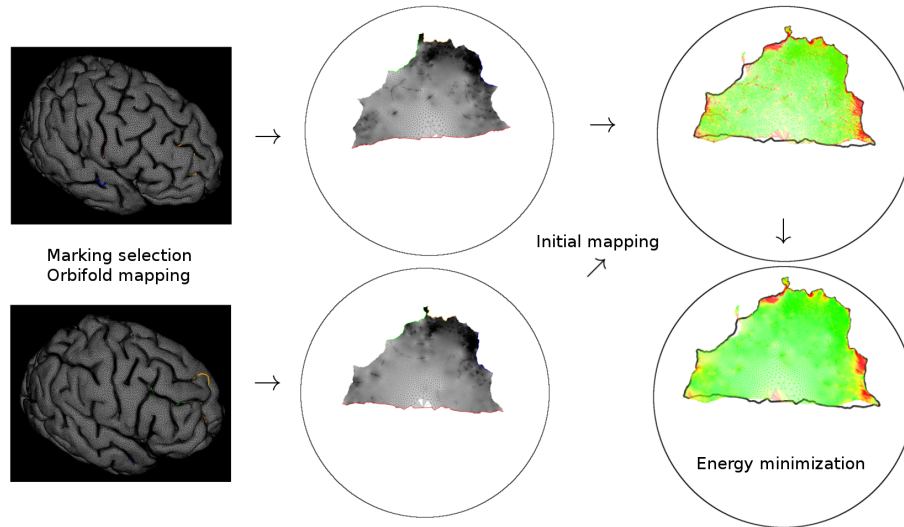 Marking selection
Orbifold mapping
Initial mapping
Energy minimization